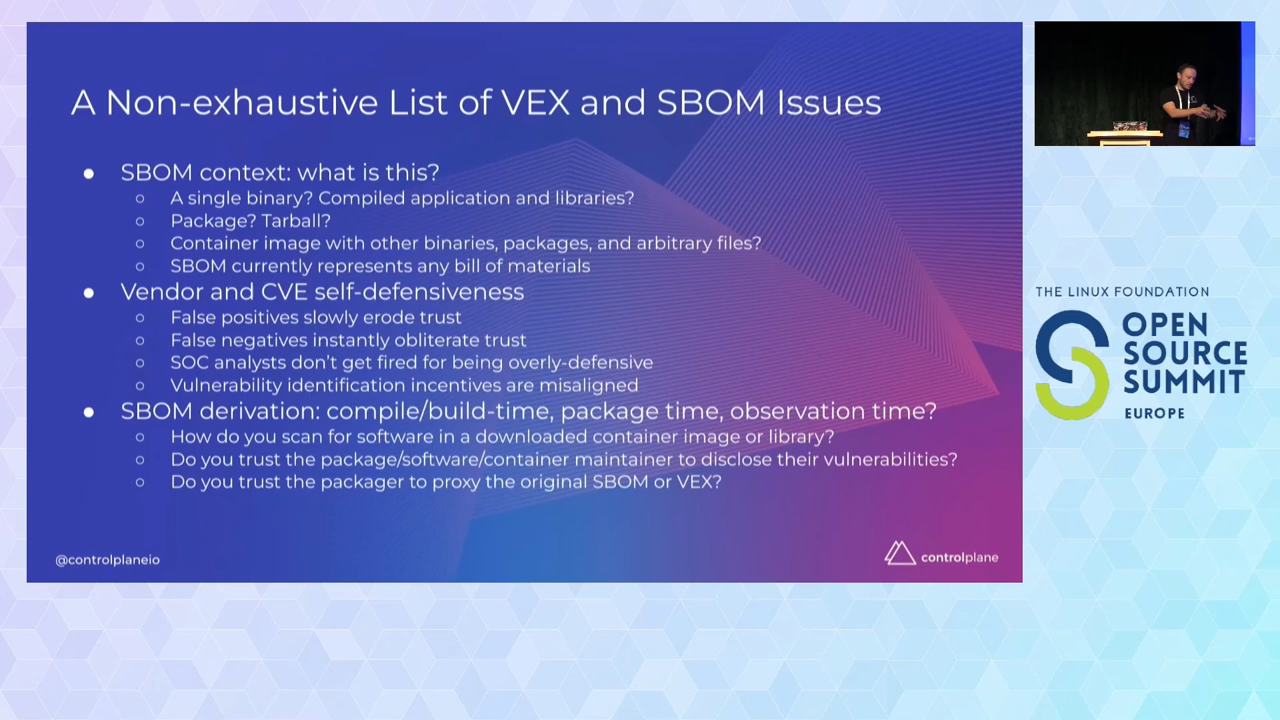 A Non-exhaustive List of VEX and SBOM Issues
● SBOM context: what is this?
○ A single binary? Compiled application and libraries?
○ Package? Tarball?
○ Container image with other binaries, packages, and arbitrary files?
○ SBOM currently represents any bill of materials
● Vendor and CVE self-defensiveness
○ False positives slowly erode trust
○ False negatives instantly obliterate trust
○ SOC analysts don't get fired for being overly-defensive
○ Vulnerability identification incentives are misaligned
● SBOM derivation: compile/build-time, package time, observation time?
○ How do you scan for software in a downloaded container image or library?
○ Do you trust the package/software/container maintainer to disclose their vulnerabilities?
○ Do you trust the packager to proxy the original SBOM or VEX?
@controlplaneio
controlplane
THE LINUX FOUNDATION
OPEN
SOURCE
SUMMIT
EUROPE